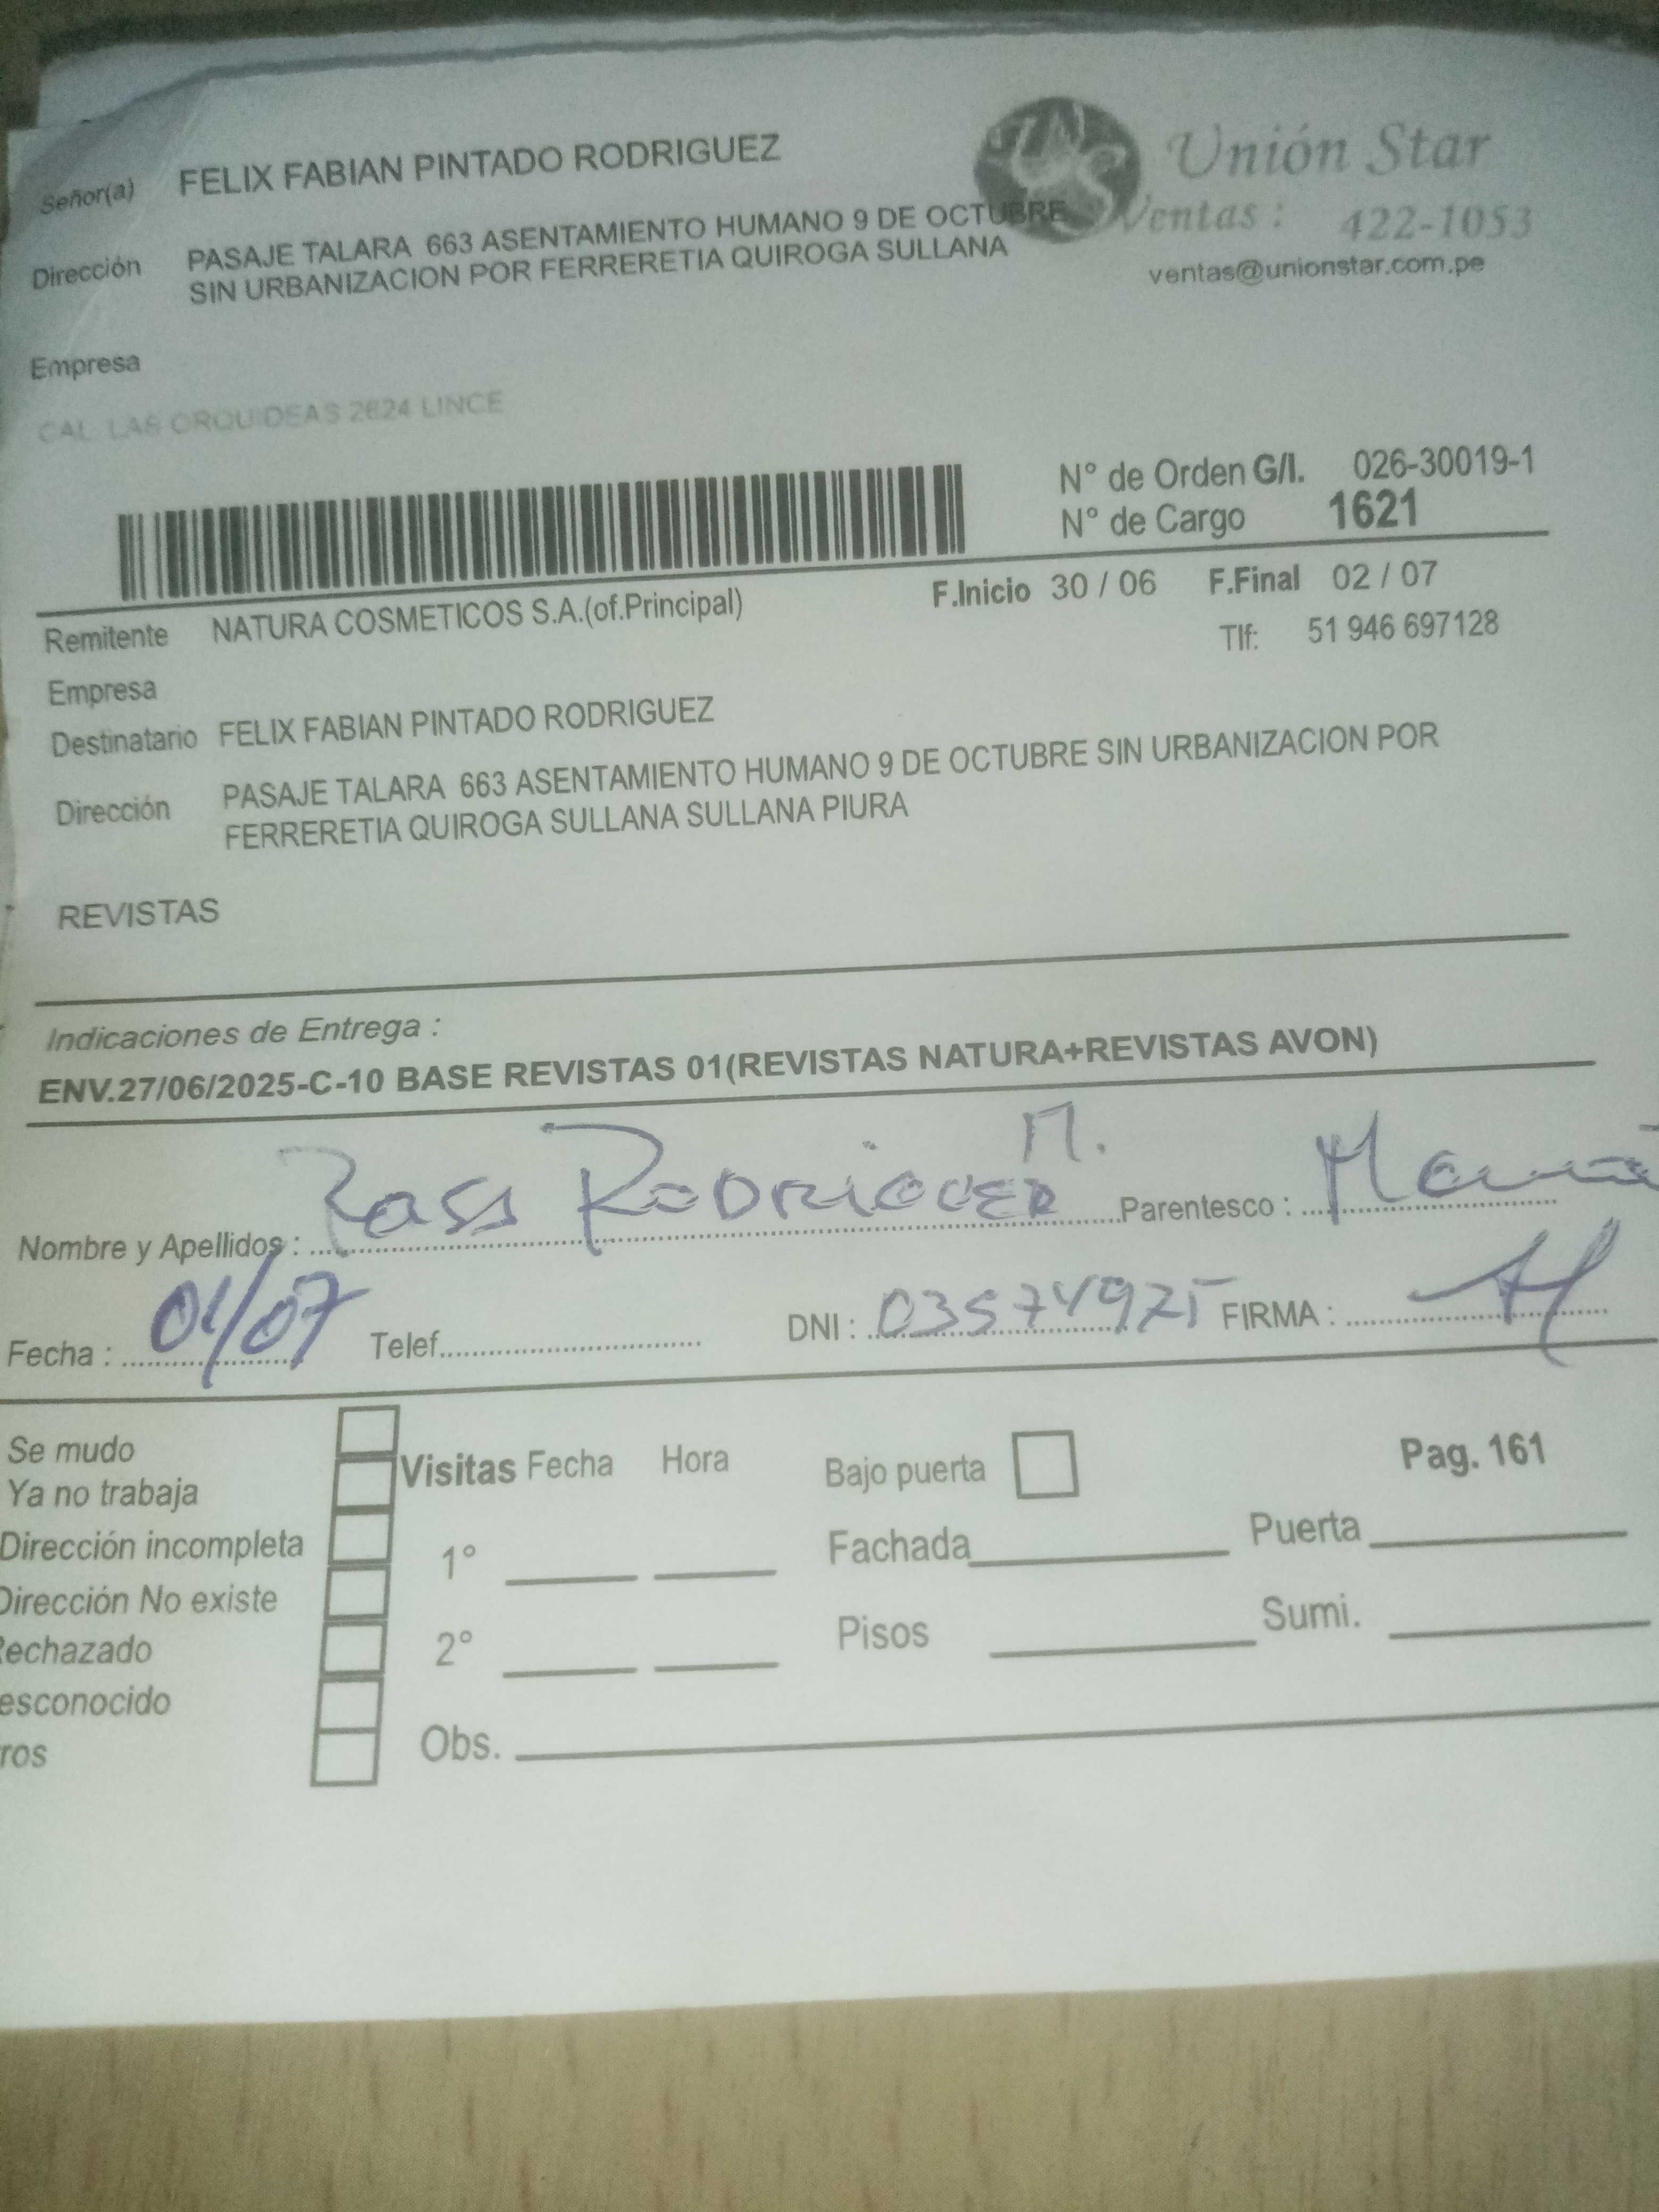 Señor(a) FELIX FABIAN PINTADO RODRIGUEZ
Unión Star
Ventas : 422-1053
ventas@unionstar.com.pe
Dirección PASAJE TALARA 663 ASENTAMIENTO HUMANO 9 DE OCTUBRE
SIN URBANIZACION POR FERRERETIA QUIROGA SULLANA
Empresa
CAL LAS ORQUIDEAS 2624 LINCE
N° de Orden G/I. 026-30019-1
N° de Cargo 1621
F.Inicio 30 / 06 F.Final 02 / 07
Remitente NATURA COSMETICOS S.A.(of.Principal)
Tlf: 51 946 697128
Empresa
Destinatario FELIX FABIAN PINTADO RODRIGUEZ
Dirección PASAJE TALARA 663 ASENTAMIENTO HUMANO 9 DE OCTUBRE SIN URBANIZACION POR
FERRERETIA QUIROGA SULLANA SULLANA PIURA
REVISTAS
Indicaciones de Entrega :
ENV.27/06/2025-C-10 BASE REVISTAS 01(REVISTAS NATURA+REVISTAS AVON)
Nombre y Apellidos : RODRIGUEZ M. Parentesco : Mamá
Fecha : 01/07 Telef. DNI : 03574975 FIRMA :
Se mudo
Ya no trabaja
Dirección incompleta
Dirección No existe
Rechazado
esconocido
ros
Visitas Fecha Hora
1°
2°
Obs.
Bajo puerta
Pag. 161
Fachada Puerta
Pisos Sumi.